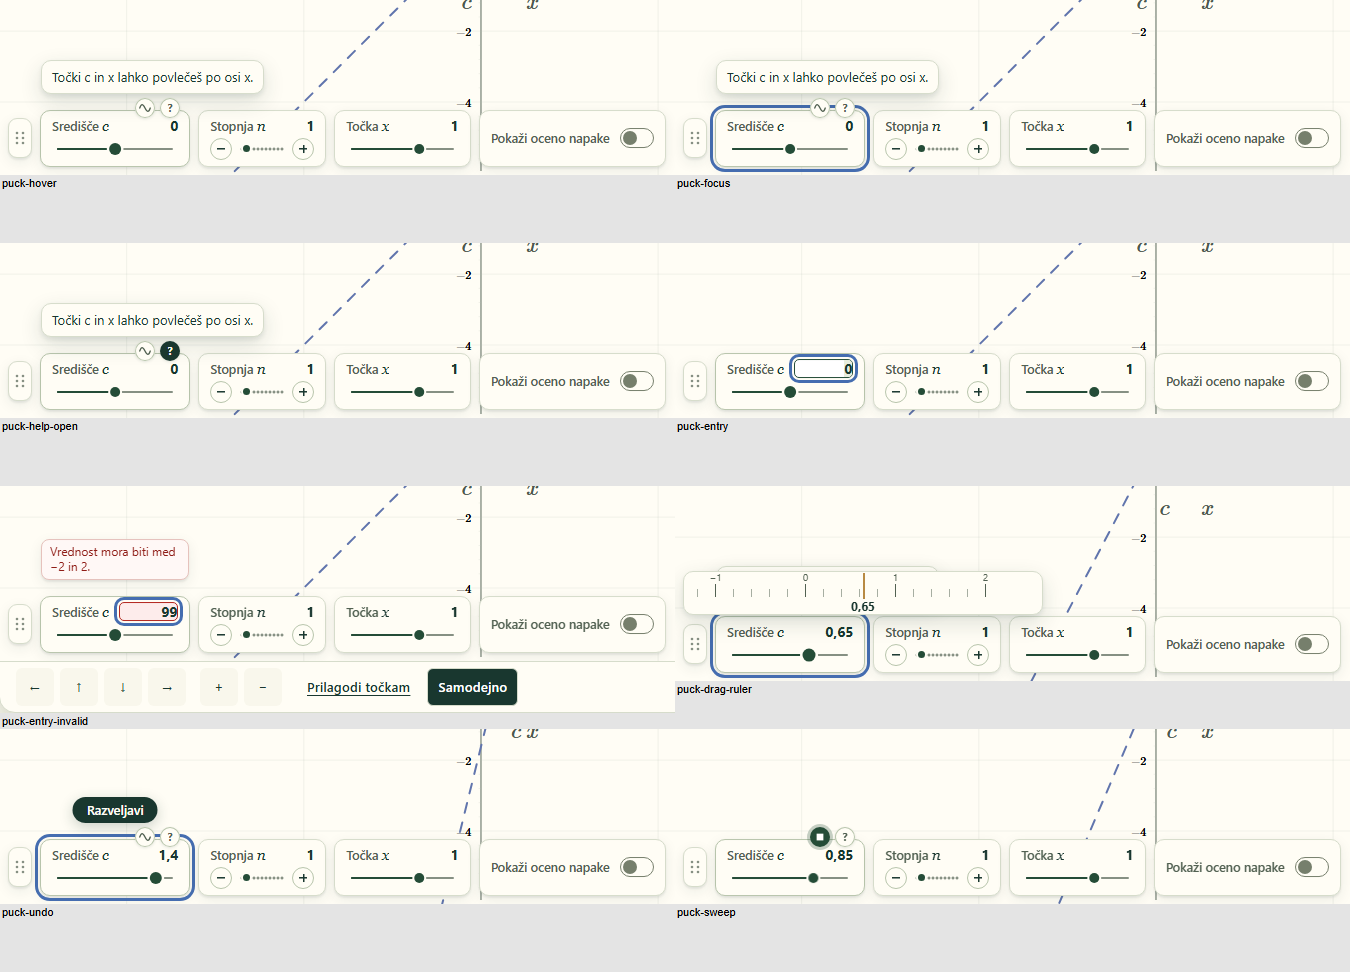 c x
−2
Točki c in x lahko povlečeš po osi x.
−4
?
Središče c 0
Stopnja n 1
− +
Točka x 1
Pokaži oceno napake
puck-hover
c x
−2
Točki c in x lahko povlečeš po osi x.
−4
?
Središče c 0
Stopnja n 1
− +
Točka x 1
Pokaži oceno napake
puck-focus
c x
−2
Točki c in x lahko povlečeš po osi x.
−4
?
Središče c 0
Stopnja n 1
− +
Točka x 1
Pokaži oceno napake
puck-help-open
c x
−2
−4
Središče c 0
Stopnja n 1
− +
Točka x 1
Pokaži oceno napake
puck-entry
c x
−2
Vrednost mora biti med
−2 in 2.
−4
Središče c 99
Stopnja n 1
− +
Točka x 1
Pokaži oceno napake
← ↑ ↓ → + − Prilagodi točkam Samodejno
puck-entry-invalid
c x
−2
−1 0 1 2
0,65
−4
Središče c 0,65
Stopnja n 1
− +
Točka x 1
Pokaži oceno napake
puck-drag-ruler
c x
−2
Razveljavi
−4
?
Središče c 1,4
Stopnja n 1
− +
Točka x 1
Pokaži oceno napake
puck-undo
c x
−2
−4
?
Središče c 0,85
Stopnja n 1
− +
Točka x 1
Pokaži oceno napake
puck-sweep